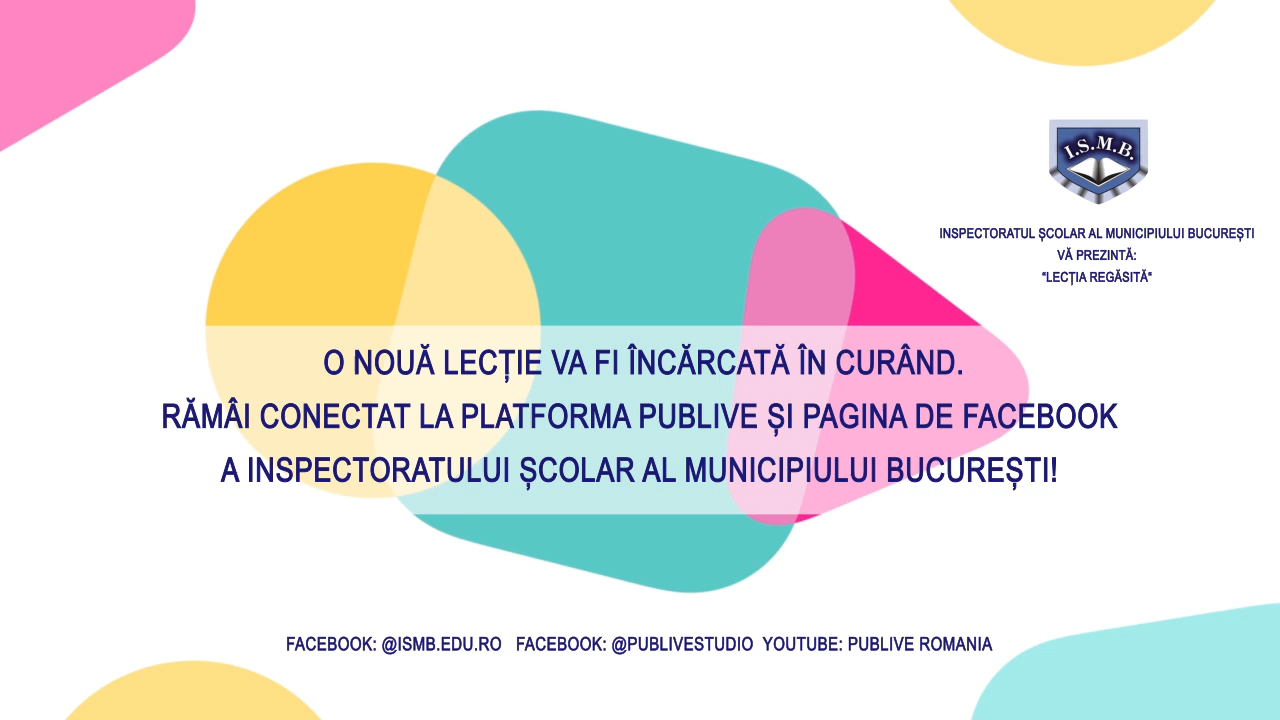 I.S.M.B.
INSPECTORATUL ȘCOLAR AL MUNICIPIULUI BUCUREȘTI
VĂ PREZINTĂ:
“LECȚIA REGĂSITĂ“
O NOUĂ LECȚIE VA FI ÎNCĂRCATĂ ÎN CURÂND.
RĂMÂI CONECTAT LA PLATFORMA PUBLIVE ȘI PAGINA DE FACEBOOK
A INSPECTORATULUI ȘCOLAR AL MUNICIPIULUI BUCUREȘTI!
FACEBOOK: @ISMB.EDU.RO FACEBOOK: @PUBLIVESTUDIO YOUTUBE: PUBLIVE ROMANIA